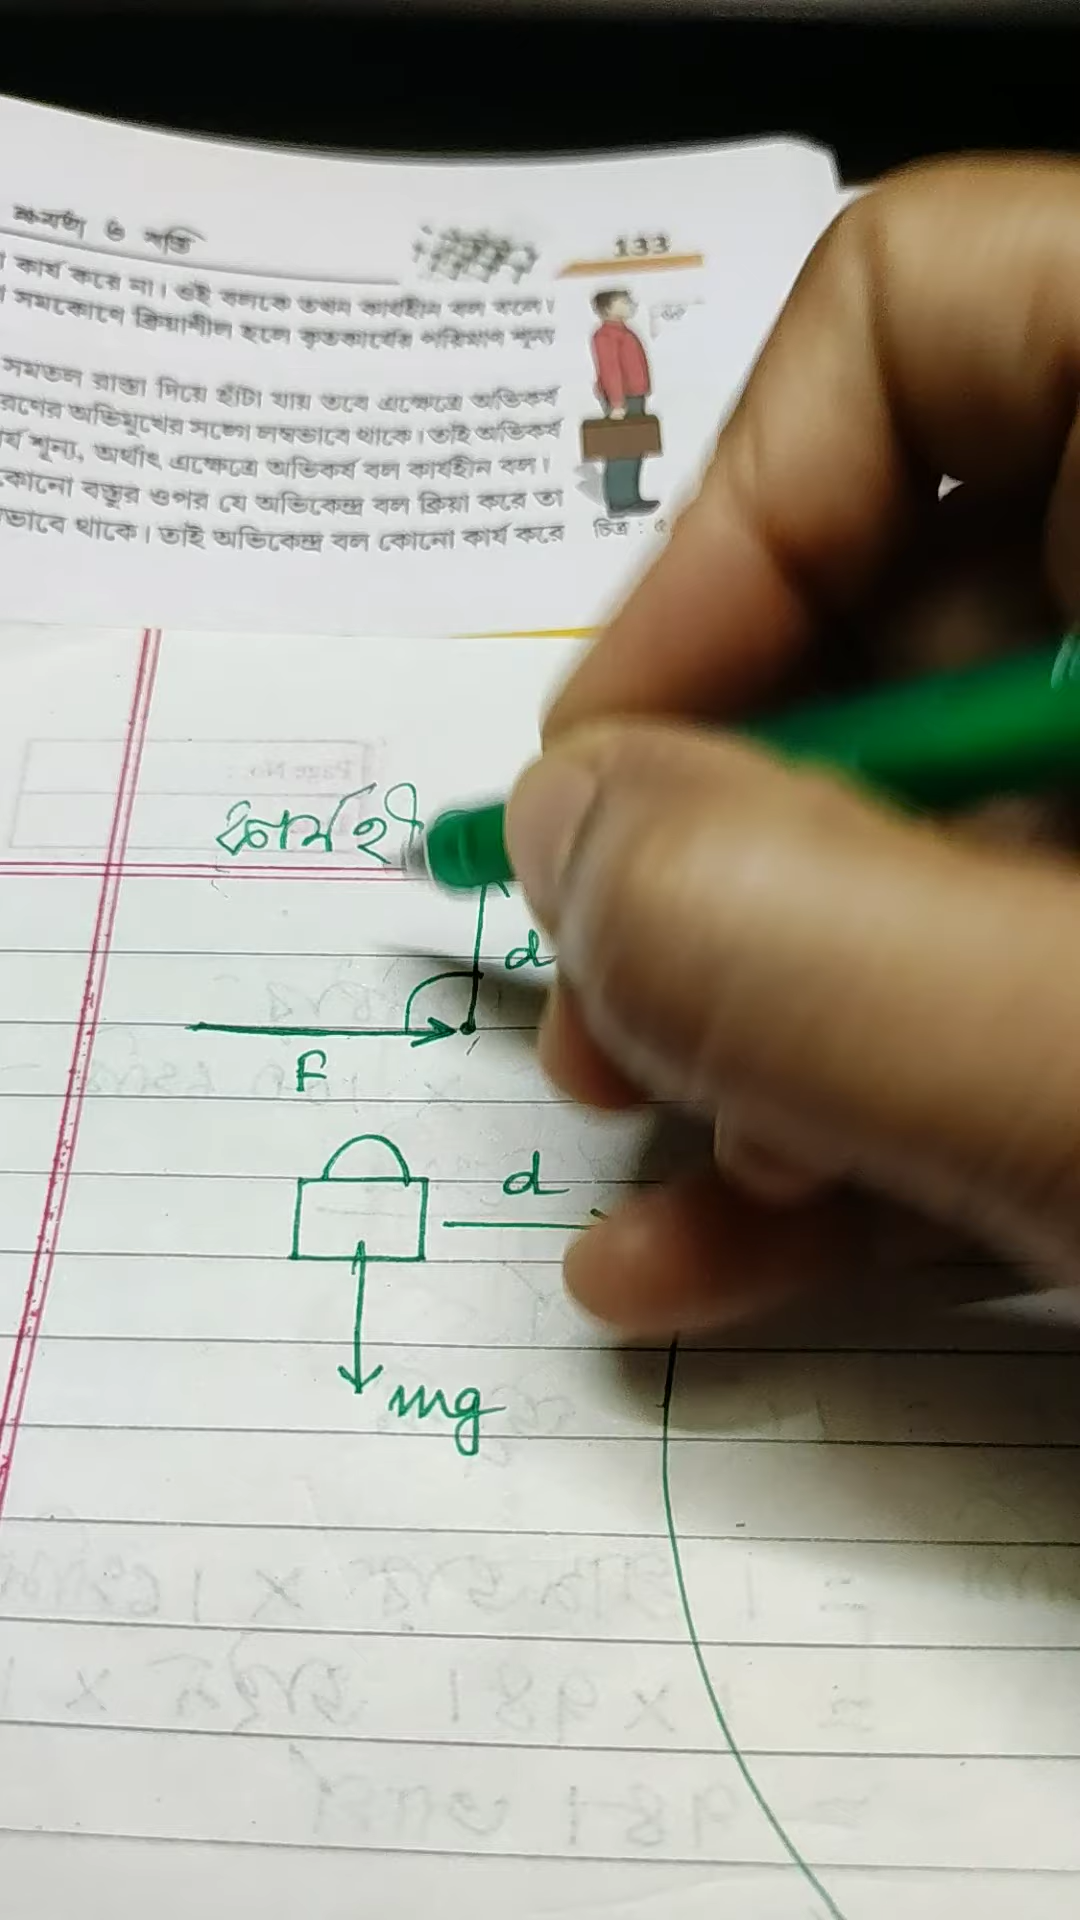 ক্ষমতা ও শক্তি
133
কার্য করে না। ওই বলকে তখন কার্যহীন বল বলে।
সমকোণে ক্রিয়াশীল হলে কৃতকার্যের পরিমাণ শূন্য
সমতল রাস্তা দিয়ে হাঁটা যায় তবে এক্ষেত্রে অভিকর্ষ
রণের অভিমুখের সঙ্গে লম্বভাবে থাকে। তাই অভিকর্ষ
র্য শূন্য, অর্থাৎ এক্ষেত্রে অভিকর্ষ বল কার্যহীন বল।
কোনো বস্তুর ওপর যে অভিকেন্দ্র বল ক্রিয়া করে তা
ভাবে থাকে। তাই অভিকেন্দ্র বল কোনো কার্য করে
চিত্র : ৫.
কার্যহী
d
F
d
mg